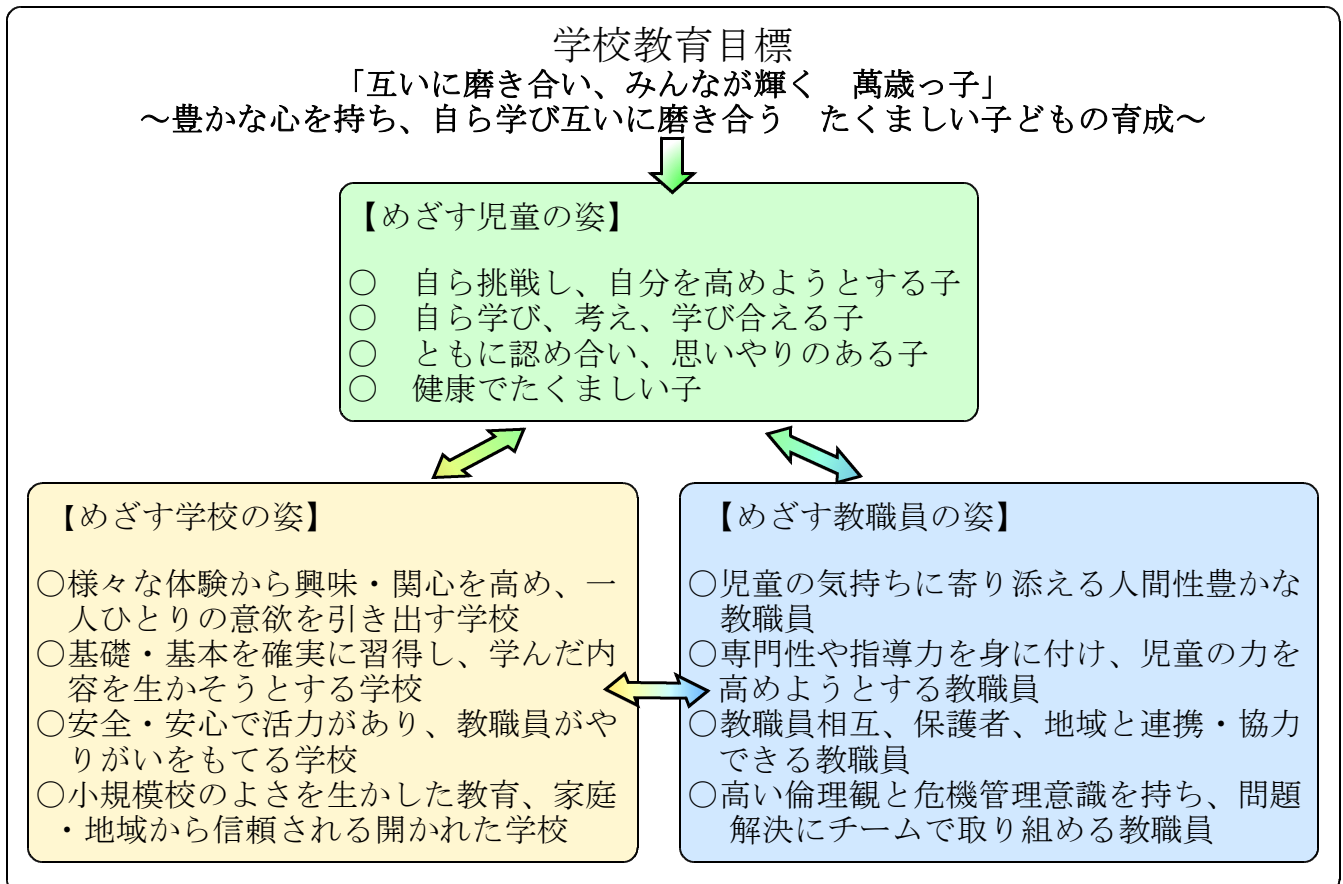 学校教育目標
「互いに磨き合い、みんなが輝く　萬歳っ子」
～豊かな心を持ち、自ら学び互いに磨き合う　たくましい子どもの育成～
【めざす児童の姿】
○　自ら挑戦し、自分を高めようとする子
○　自ら学び、考え、学び合える子
○　ともに認め合い、思いやりのある子
○　健康でたくましい子
【めざす学校の姿】
○様々な体験から興味・関心を高め、一
人ひとりの意欲を引き出す学校
○基礎・基本を確実に習得し、学んだ内
容を生かそうとする学校
○安全・安心で活力があり、教職員がや
りがいをもてる学校
○小規模校のよさを生かした教育、家庭
・地域から信頼される開かれた学校
【めざす教職員の姿】
○児童の気持ちに寄り添える人間性豊かな
教職員
○専門性や指導力を身に付け、児童の力を
高めようとする教職員
○教職員相互、保護者、地域と連携・協力
できる教職員
○高い倫理観と危機管理意識を持ち、問題
解決にチームで取り組める教職員